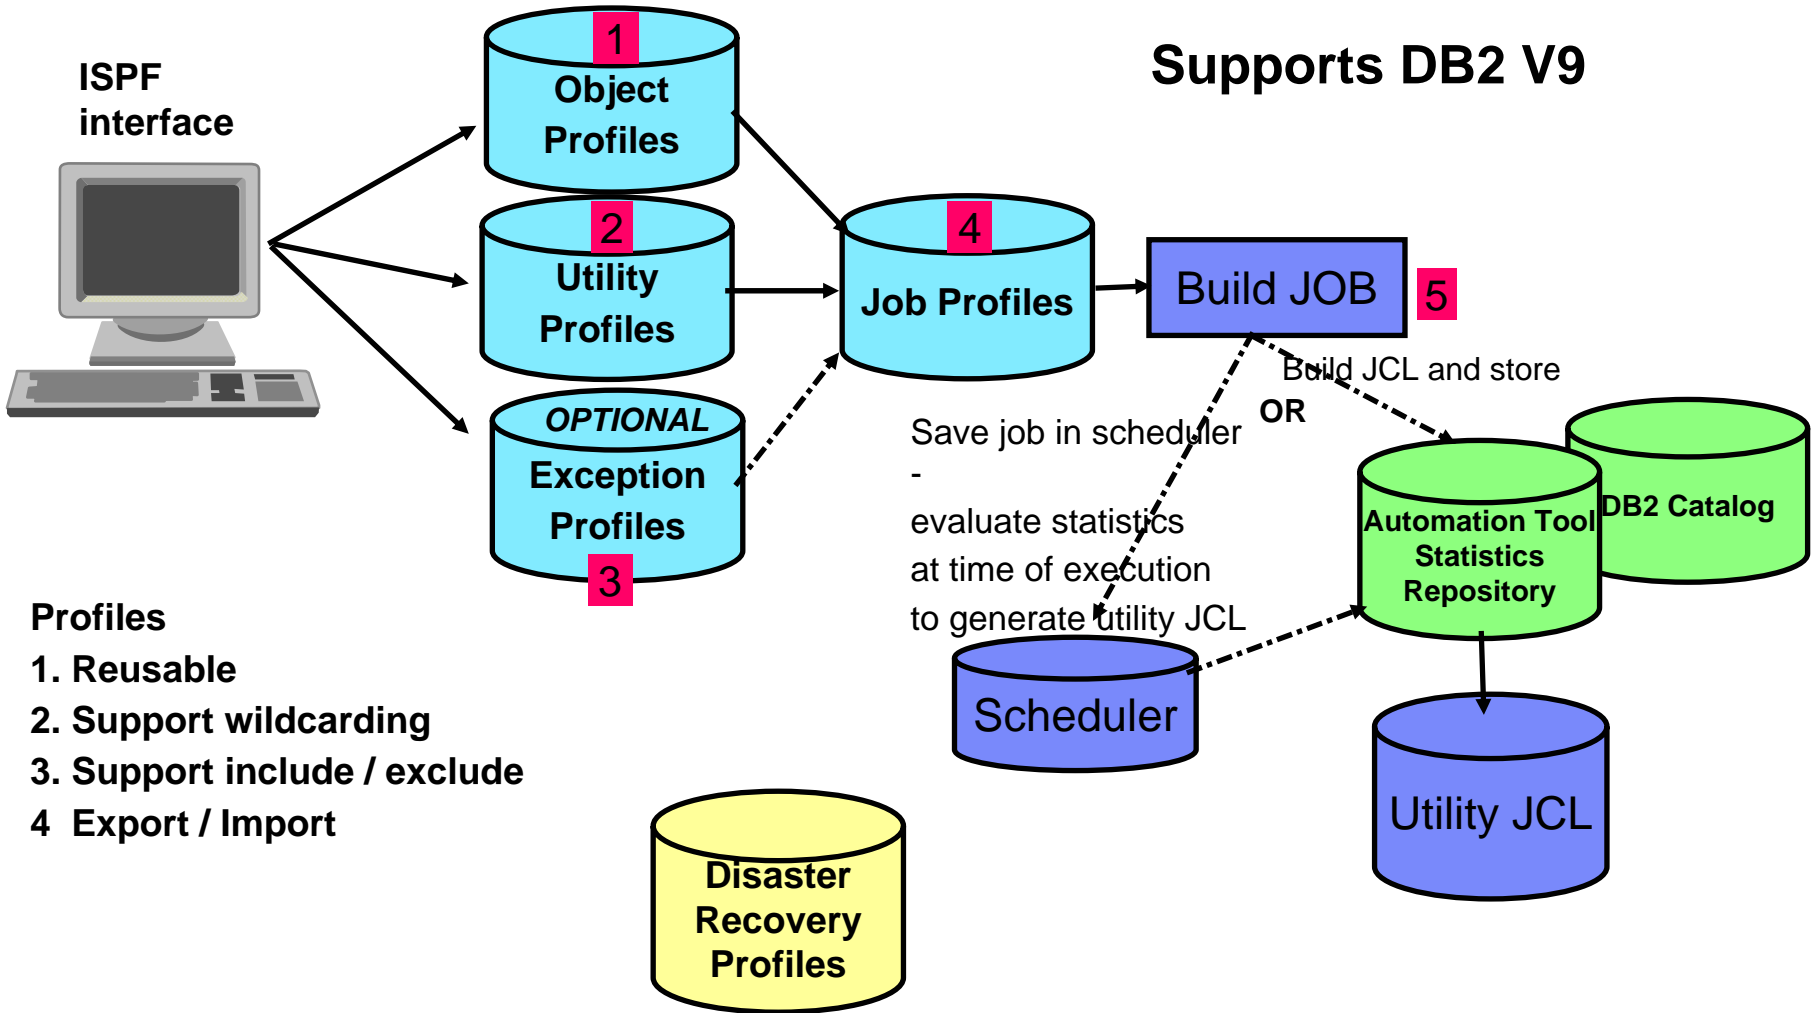 Supports DB2 V9
ISPF
interface
1
Object
Profiles
2
Utility
Profiles
OPTIONAL
Exception
Profiles
3
4
Job Profiles
Build JOB
5
Build JCL and store
OR
Save job in scheduler
-
evaluate statistics
at time of execution
to generate utility JCL
DB2 Catalog
Automation Tool
Statistics
Repository
Scheduler
Utility JCL
Profiles
1. Reusable
2. Support wildcarding
3. Support include / exclude
4 Export / Import
Disaster
Recovery
Profiles